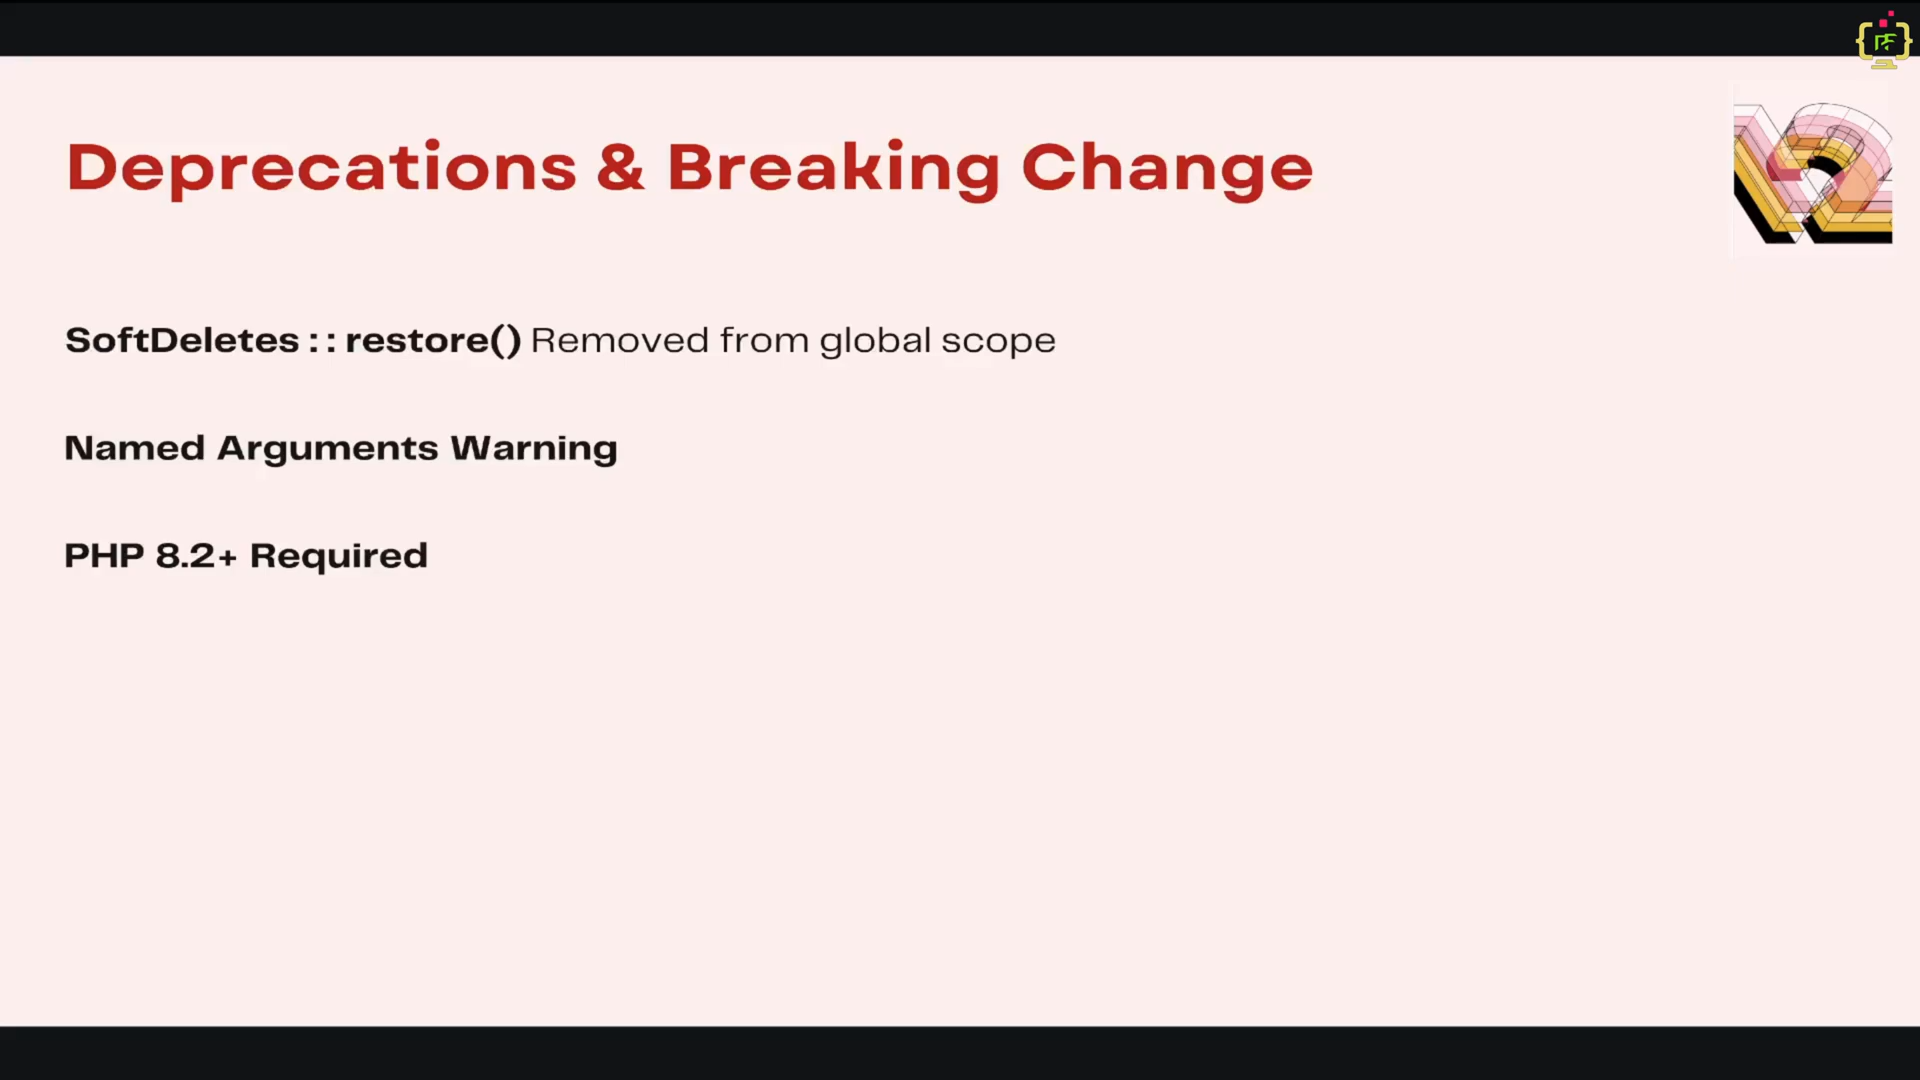 Deprecations & Breaking Change
SoftDeletes : : restore() Removed from global scope
Named Arguments Warning
PHP 8.2+ Required